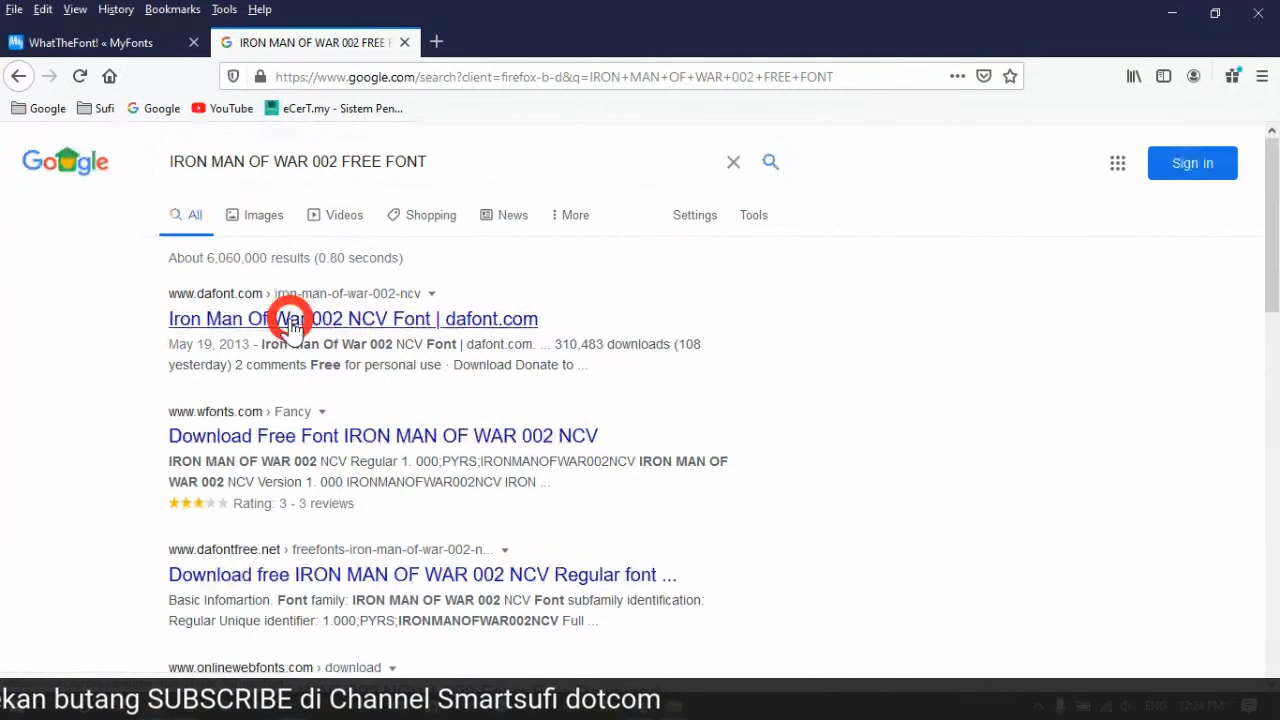 File Edit View History Bookmarks Tools Help
WhatTheFont! « MyFonts
IRON MAN OF WAR 002 FREE F
https://www.google.com/search?client=firefox-b-d&q=IRON+MAN+OF+WAR+002+FREE+FONT
Google Sufi Google YouTube eCerT.my - Sistem Pen...
Google
IRON MAN OF WAR 002 FREE FONT
Sign in
All Images Videos Shopping News More Settings Tools
About 6,060,000 results (0.80 seconds)
www.dafont.com › iron-man-of-war-002-ncv
Iron Man Of War 002 NCV Font | dafont.com
May 19, 2013 - Iron Man Of War 002 NCV Font | dafont.com. ... 310,483 downloads (108
yesterday) 2 comments Free for personal use · Download Donate to ...
www.wfonts.com › Fancy
Download Free Font IRON MAN OF WAR 002 NCV
IRON MAN OF WAR 002 NCV Regular 1. 000;PYRS;IRONMANOFWAR002NCV IRON MAN OF
WAR 002 NCV Version 1. 000 IRONMANOFWAR002NCV IRON ...
Rating: 3 - 3 reviews
www.dafontfree.net › freefonts-iron-man-of-war-002-n...
Download free IRON MAN OF WAR 002 NCV Regular font ...
Basic Infomartion. Font family: IRON MAN OF WAR 002 NCV Font subfamily identification:
Regular Unique identifier: 1.000;PYRS;IRONMANOFWAR002NCV Full ...
www.onlinewebfonts.com › download
ekan butang SUBSCRIBE di Channel Smartsufi dotcom
ENG 12:24 PM